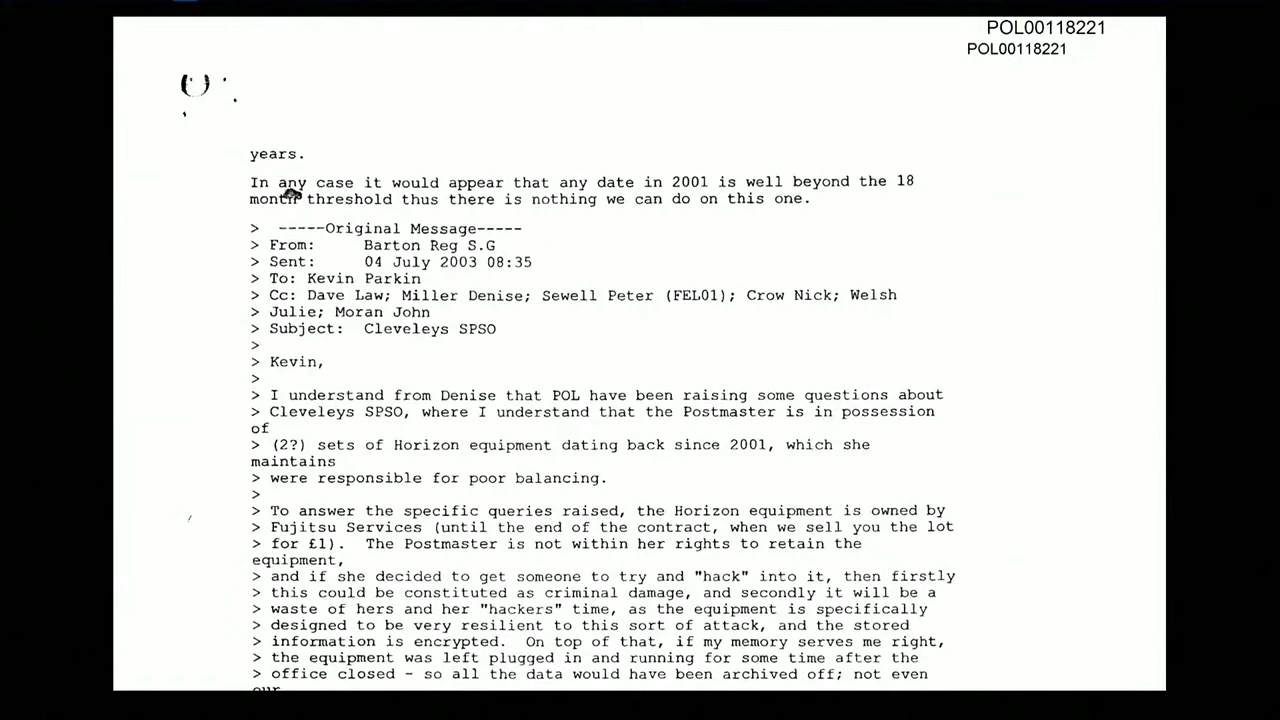 POL00118221
POL00118221
years.
In any case it would appear that any date in 2001 is well beyond the 18
month threshold thus there is nothing we can do on this one.
> -----Original Message-----
> From: Barton Reg S.G
> Sent: 04 July 2003 08:35
> To: Kevin Parkin
> Cc: Dave Law; Miller Denise; Sewell Peter (FEL01); Crow Nick; Welsh
> Julie; Moran John
> Subject: Cleveleys SPSO
>
> Kevin,
>
> I understand from Denise that POL have been raising some questions about
> Cleveleys SPSO, where I understand that the Postmaster is in possession
of
> (2?) sets of Horizon equipment dating back since 2001, which she
maintains
> were responsible for poor balancing.
>
> To answer the specific queries raised, the Horizon equipment is owned by
> Fujitsu Services (until the end of the contract, when we sell you the lot
> for £1). The Postmaster is not within her rights to retain the
equipment,
> and if she decided to get someone to try and "hack" into it, then firstly
> this could be constituted as criminal damage, and secondly it will be a
> waste of hers and her "hackers" time, as the equipment is specifically
> designed to be very resilient to this sort of attack, and the stored
> information is encrypted. On top of that, if my memory serves me right,
> the equipment was left plugged in and running for some time after the
> office closed - so all the data would have been archived off; not even
our